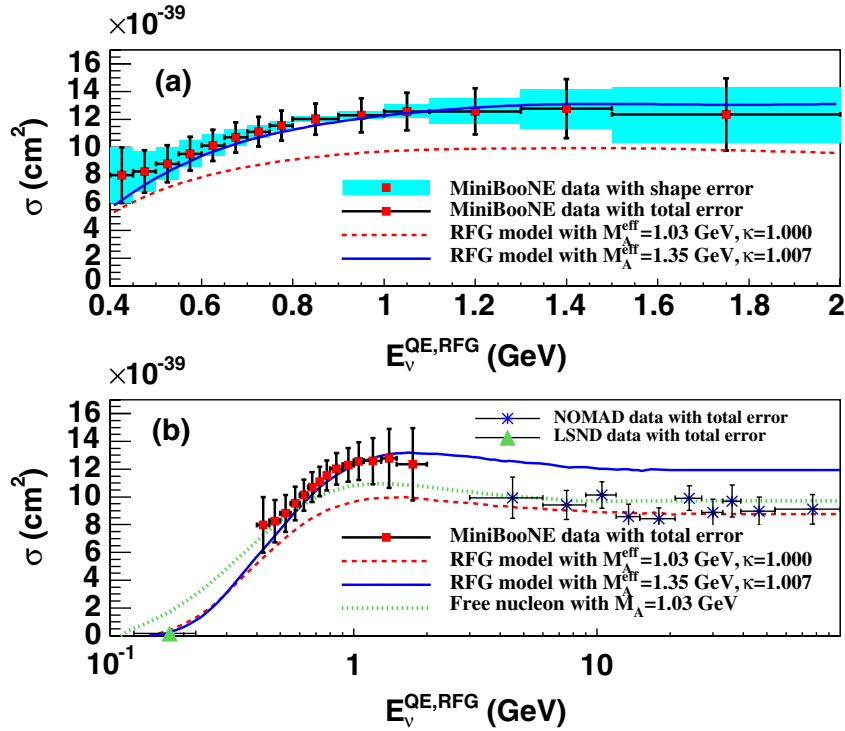 ×10⁻³⁹
σ (cm²)
16
14
12
10
8
6
4
2
0
(a)
MiniBooNE data with shape error
MiniBooNE data with total error
RFG model with M_A^eff=1.03 GeV, κ=1.000
RFG model with M_A^eff=1.35 GeV, κ=1.007
0.4 0.6 0.8 1 1.2 1.4 1.6 1.8 2
E_ν^QE,RFG (GeV)
×10⁻³⁹
σ (cm²)
16
14
12
10
8
6
4
2
0
(b)
NOMAD data with total error
LSND data with total error
MiniBooNE data with total error
RFG model with M_A^eff=1.03 GeV, κ=1.000
RFG model with M_A^eff=1.35 GeV, κ=1.007
Free nucleon with M_A=1.03 GeV
10⁻¹ 1 10
E_ν^QE,RFG (GeV)